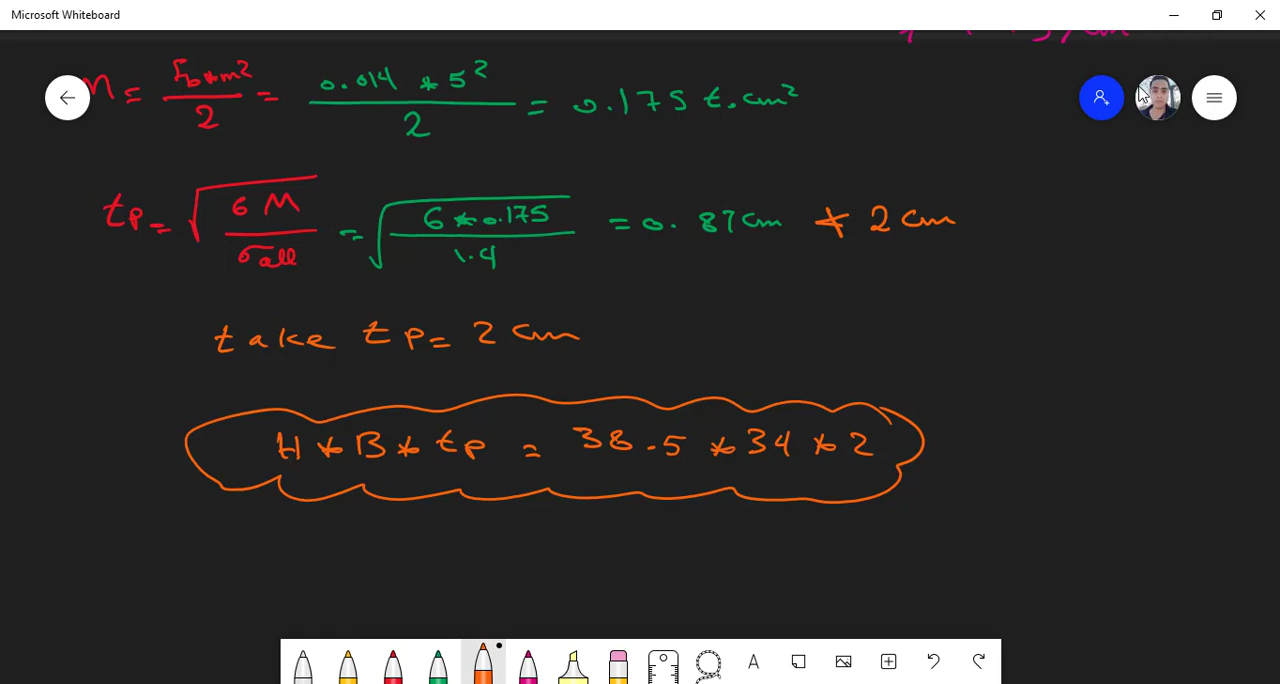 Microsoft Whiteboard
M = Fb*m² / 2 = 0.014 * 5² / 2 = 0.175 t.cm²
tp = √(6 M / σall) = √(6 * 0.175 / 1.4) = 0.87 cm * 2 cm
take tp = 2 cm
H * B * tp = 38.5 * 34 * 2